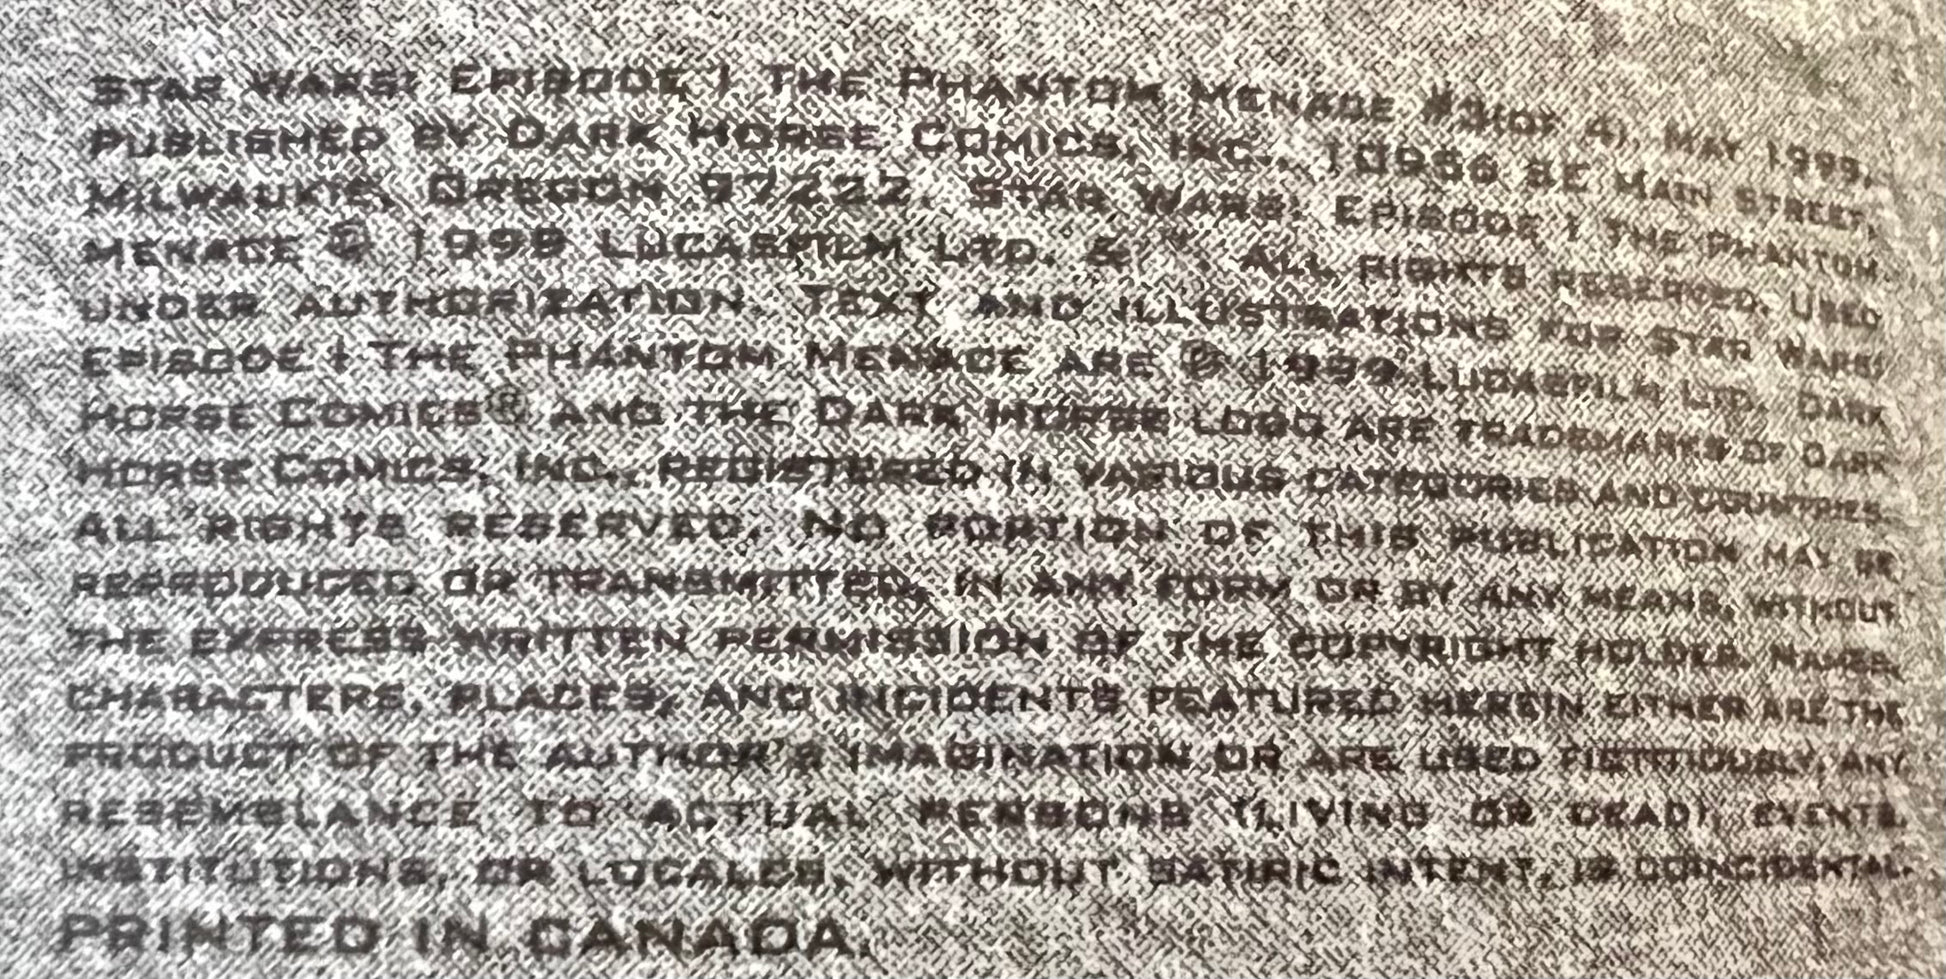 STAR WARS: EPISODE I THE PHANTOM MENACE #3 (OF 4), MAY 1999.
PUBLISHED BY DARK HORSE COMICS, INC., 10956 SE MAIN STREET,
MILWAUKIE, OREGON 97222. STAR WARS: EPISODE I THE PHANTOM
MENACE © 1999 LUCASFILM LTD. & ™. ALL RIGHTS RESERVED. USED
UNDER AUTHORIZATION. TEXT AND ILLUSTRATIONS FOR STAR WARS:
EPISODE I THE PHANTOM MENACE ARE © 1999 LUCASFILM LTD. DARK
HORSE COMICS® AND THE DARK HORSE LOGO ARE TRADEMARKS OF DARK
HORSE COMICS, INC., REGISTERED IN VARIOUS CATEGORIES AND COUNTRIES.
ALL RIGHTS RESERVED. NO PORTION OF THIS PUBLICATION MAY BE
REPRODUCED OR TRANSMITTED, IN ANY FORM OR BY ANY MEANS, WITHOUT
THE EXPRESS WRITTEN PERMISSION OF THE COPYRIGHT HOLDER. NAMES,
CHARACTERS, PLACES, AND INCIDENTS FEATURED HEREIN EITHER ARE THE
PRODUCT OF THE AUTHOR'S IMAGINATION OR ARE USED FICTITIOUSLY. ANY
RESEMBLANCE TO ACTUAL PERSONS (LIVING OR DEAD), EVENTS,
INSTITUTIONS, OR LOCALES, WITHOUT SATIRIC INTENT, IS COINCIDENTAL.
PRINTED IN CANADA.